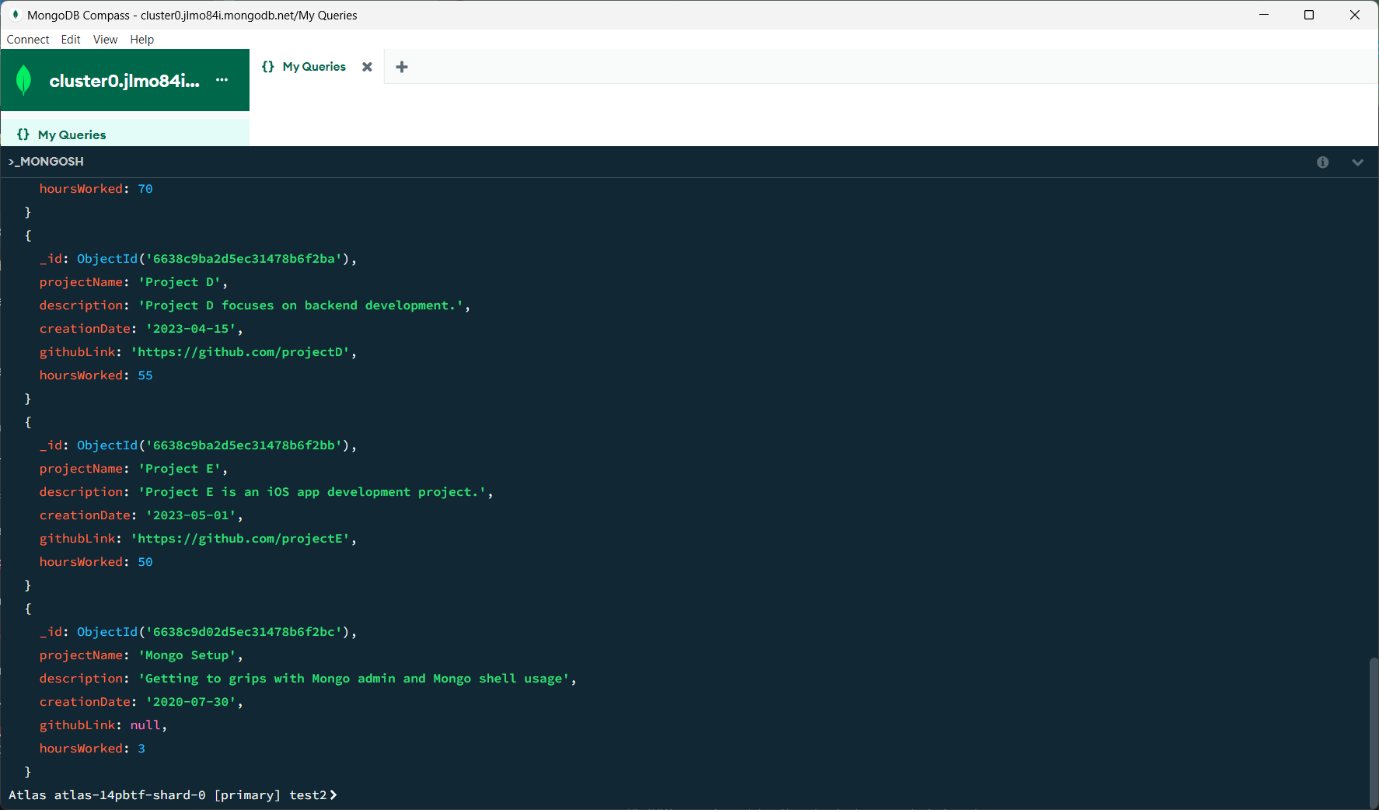 MongoDB Compass - cluster0.jlmo84i.mongodb.net/My Queries
Connect Edit View Help
cluster0.jlmo84i... ...
{} My Queries
{} My Queries
>_MONGOSH
hoursWorked: 70
}
{
_id: ObjectId('6638c9ba2d5ec31478b6f2ba'),
projectName: 'Project D',
description: 'Project D focuses on backend development.',
creationDate: '2023-04-15',
githubLink: 'https://github.com/projectD',
hoursWorked: 55
}
{
_id: ObjectId('6638c9ba2d5ec31478b6f2bb'),
projectName: 'Project E',
description: 'Project E is an iOS app development project.',
creationDate: '2023-05-01',
githubLink: 'https://github.com/projectE',
hoursWorked: 50
}
{
_id: ObjectId('6638c9d02d5ec31478b6f2bc'),
projectName: 'Mongo Setup',
description: 'Getting to grips with Mongo admin and Mongo shell usage',
creationDate: '2020-07-30',
githubLink: null,
hoursWorked: 3
}
Atlas atlas-14pbtf-shard-0 [primary] test2>